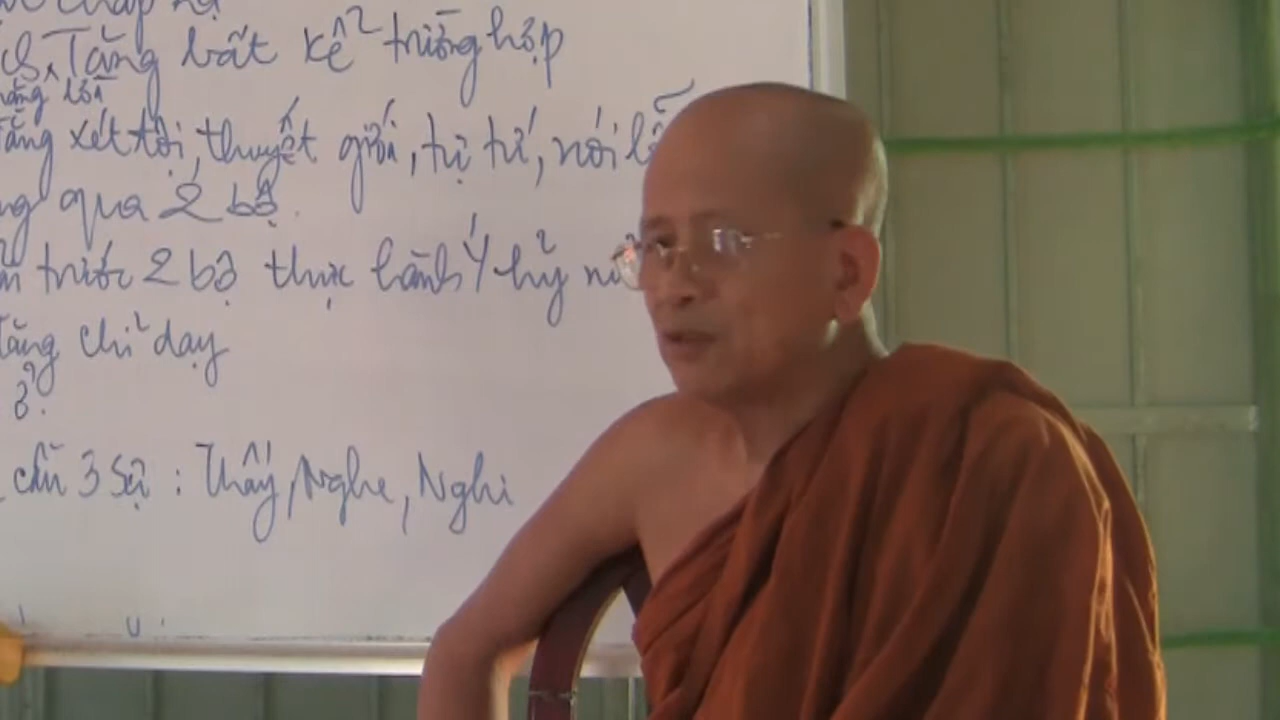 Tăng bất kể trường hợp
xét tội, thuyết giới, tự tứ, nói lỗi
qua 2 bộ.
trước 2 bộ thực hành Ý hỷ
Tăng chỉ dạy
ở.
cần 3 sự : Thấy, Nghe, Nghi